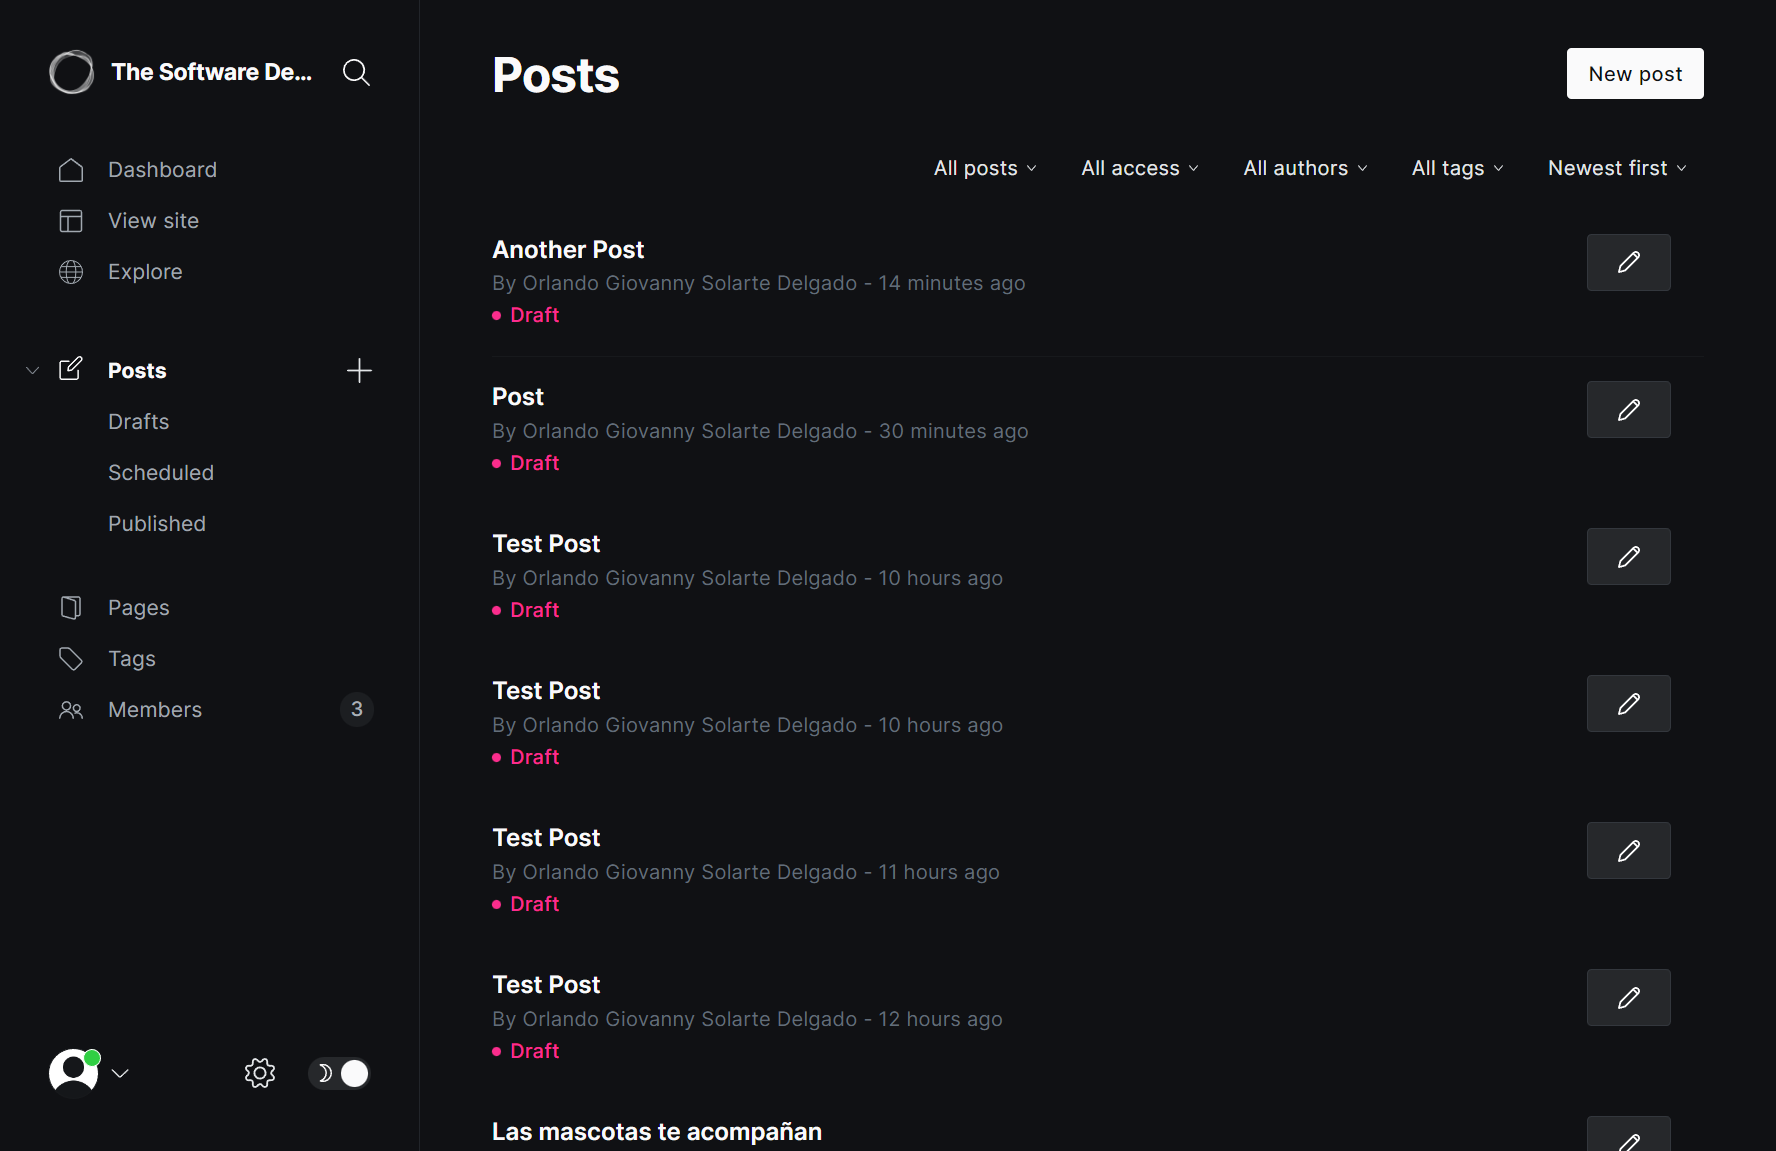 The Software De...
Dashboard
View site
Explore
Posts
Drafts
Scheduled
Published
Pages
Tags
Members
3
Posts
New post
All posts
All access
All authors
All tags
Newest first
Another Post
By Orlando Giovanny Solarte Delgado - 14 minutes ago
Draft
Post
By Orlando Giovanny Solarte Delgado - 30 minutes ago
Draft
Test Post
By Orlando Giovanny Solarte Delgado - 10 hours ago
Draft
Test Post
By Orlando Giovanny Solarte Delgado - 10 hours ago
Draft
Test Post
By Orlando Giovanny Solarte Delgado - 11 hours ago
Draft
Test Post
By Orlando Giovanny Solarte Delgado - 12 hours ago
Draft
Las mascotas te acompañan